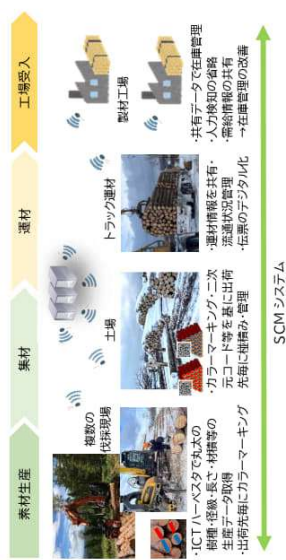 素材生産
集材
運材
工場受入
複数の
伐採現場
・ICTハーベスタで丸太の
樹種・径級・長さ・材積等の
生産データ取得
・出荷先毎にカラーマーキング
土場
・カラーマーキング・二次
元コード等を基に出荷
先毎に椪積み・管理
トラック運材
・運材情報を共有・
流通状況管理
・伝票のデジタル化
製材工場
・共有データで在庫管理
・人力検知の省略
・需給情報の共有
→在庫管理の改善
SCMシステム